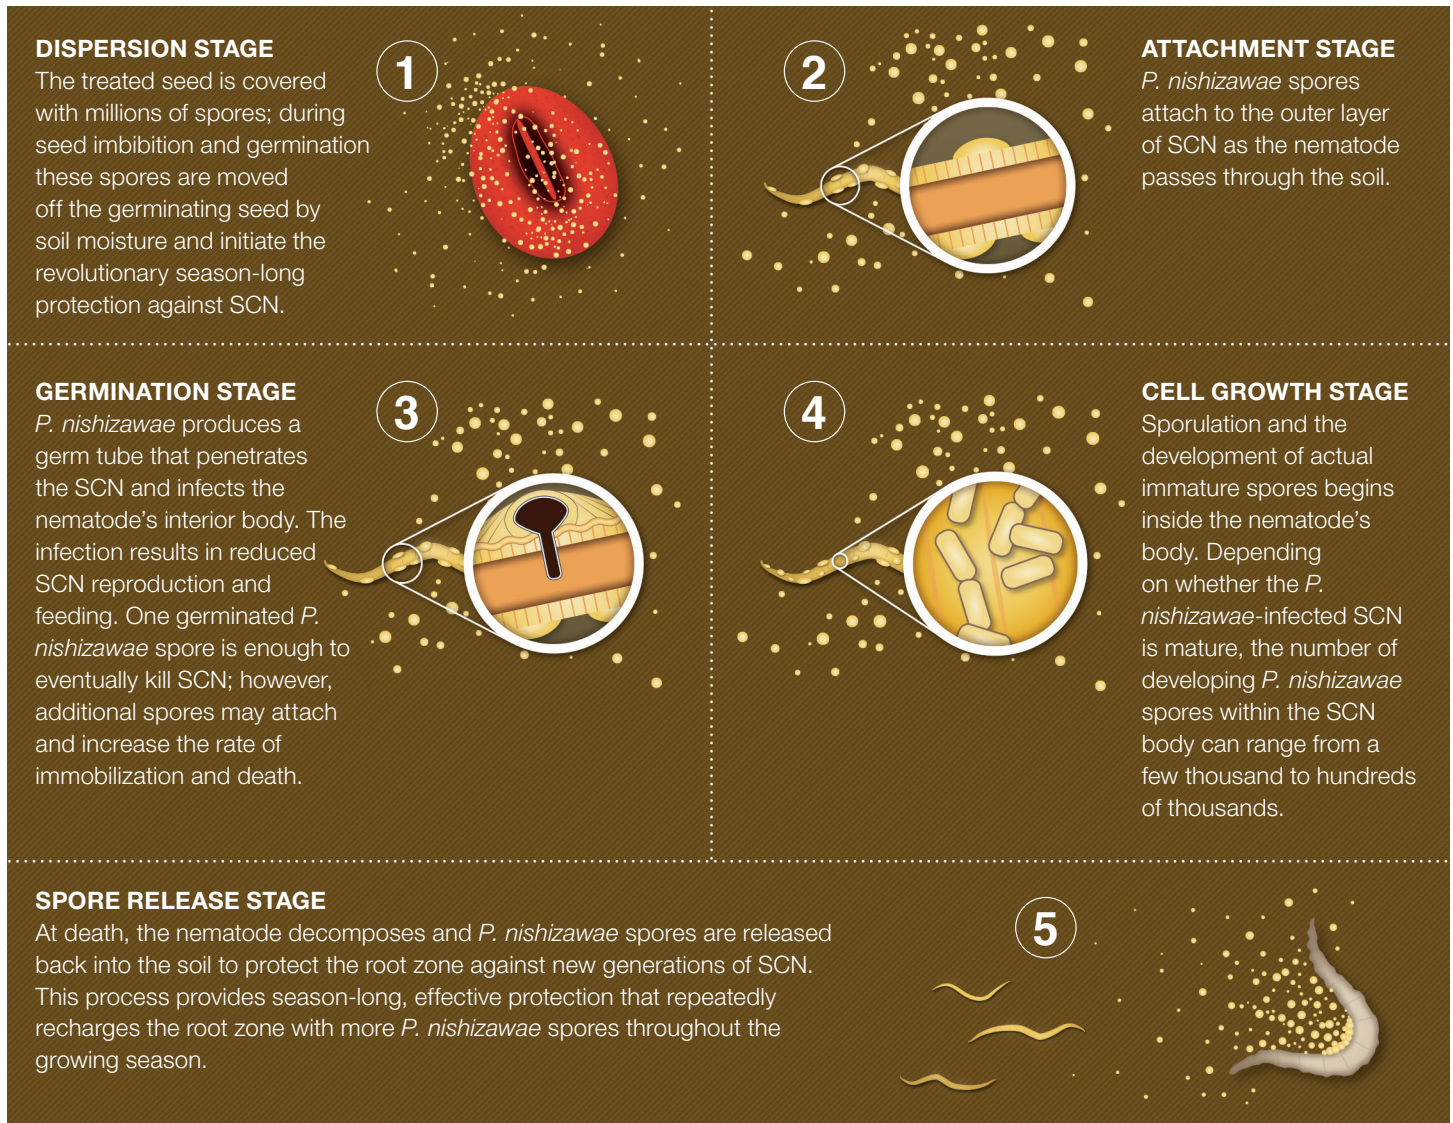 DISPERSION STAGE
The treated seed is covered
with millions of spores; during
seed imbibition and germination
these spores are moved
off the germinating seed by
soil moisture and initiate the
revolutionary season-long
protection against SCN.
1
2
ATTACHMENT STAGE
P. nishizawae spores
attach to the outer layer
of SCN as the nematode
passes through the soil.
GERMINATION STAGE
P. nishizawae produces a
germ tube that penetrates
the SCN and infects the
nematode’s interior body. The
infection results in reduced
SCN reproduction and
feeding. One germinated P.
nishizawae spore is enough to
eventually kill SCN; however,
additional spores may attach
and increase the rate of
immobilization and death.
3
4
CELL GROWTH STAGE
Sporulation and the
development of actual
immature spores begins
inside the nematode’s
body. Depending
on whether the P.
nishizawae-infected SCN
is mature, the number of
developing P. nishizawae
spores within the SCN
body can range from a
few thousand to hundreds
of thousands.
SPORE RELEASE STAGE
At death, the nematode decomposes and P. nishizawae spores are released
back into the soil to protect the root zone against new generations of SCN.
This process provides season-long, effective protection that repeatedly
recharges the root zone with more P. nishizawae spores throughout the
growing season.
5